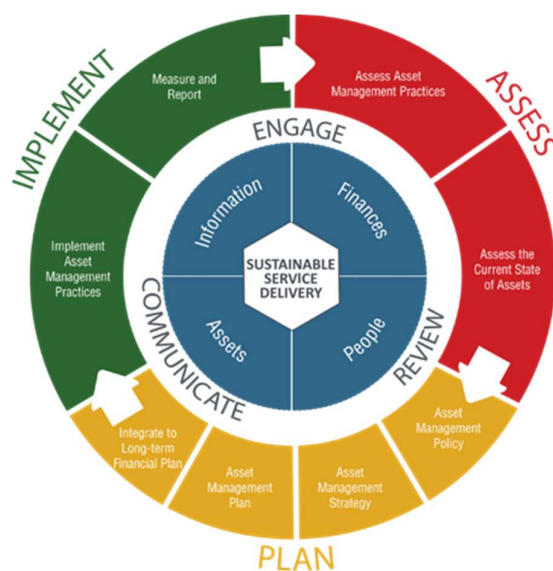 IMPLEMENT
ASSESS
PLAN
Measure and
Report
Assess Asset
Management Practices
Assess the
Current State
of Assets
Asset
Management
Policy
Asset
Management
Strategy
Asset
Management
Plan
Integrate to
Long-term
Financial Plan
Implement
Asset
Management
Practices
ENGAGE
REVIEW
COMMUNICATE
Information
Finances
People
Assets
SUSTAINABLE
SERVICE
DELIVERY